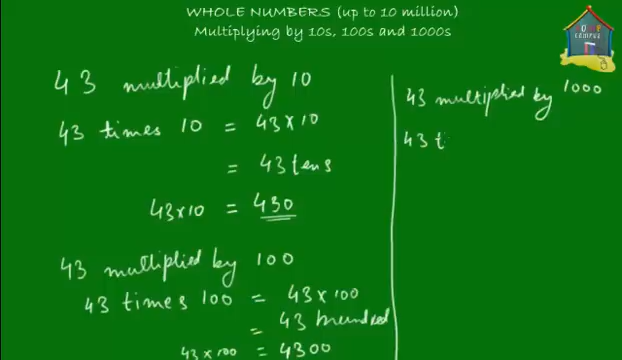 WHOLE NUMBERS (up to 10 million)
Multiplying by 10s, 100s and 1000s
43 multiplied by 10
43 times 10 = 43 × 10
= 43 tens
43 × 10 = 430
43 multiplied by 100
43 times 100 = 43 × 100
= 43 hundred
43 × 100 = 4300
43 multiplied by 1000
43 t